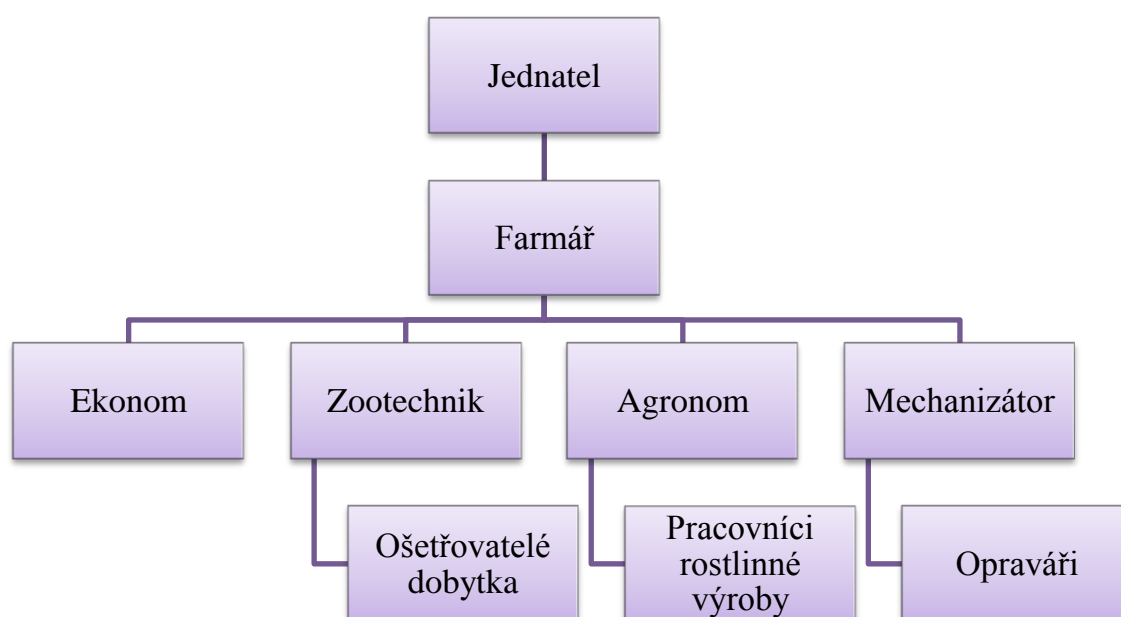 Jednatel
Farmář
Ekonom
Zootechnik
Agronom
Mechanizátor
Ošetřovatelé
dobytka
Pracovníci
rostlinné
výroby
Opraváři